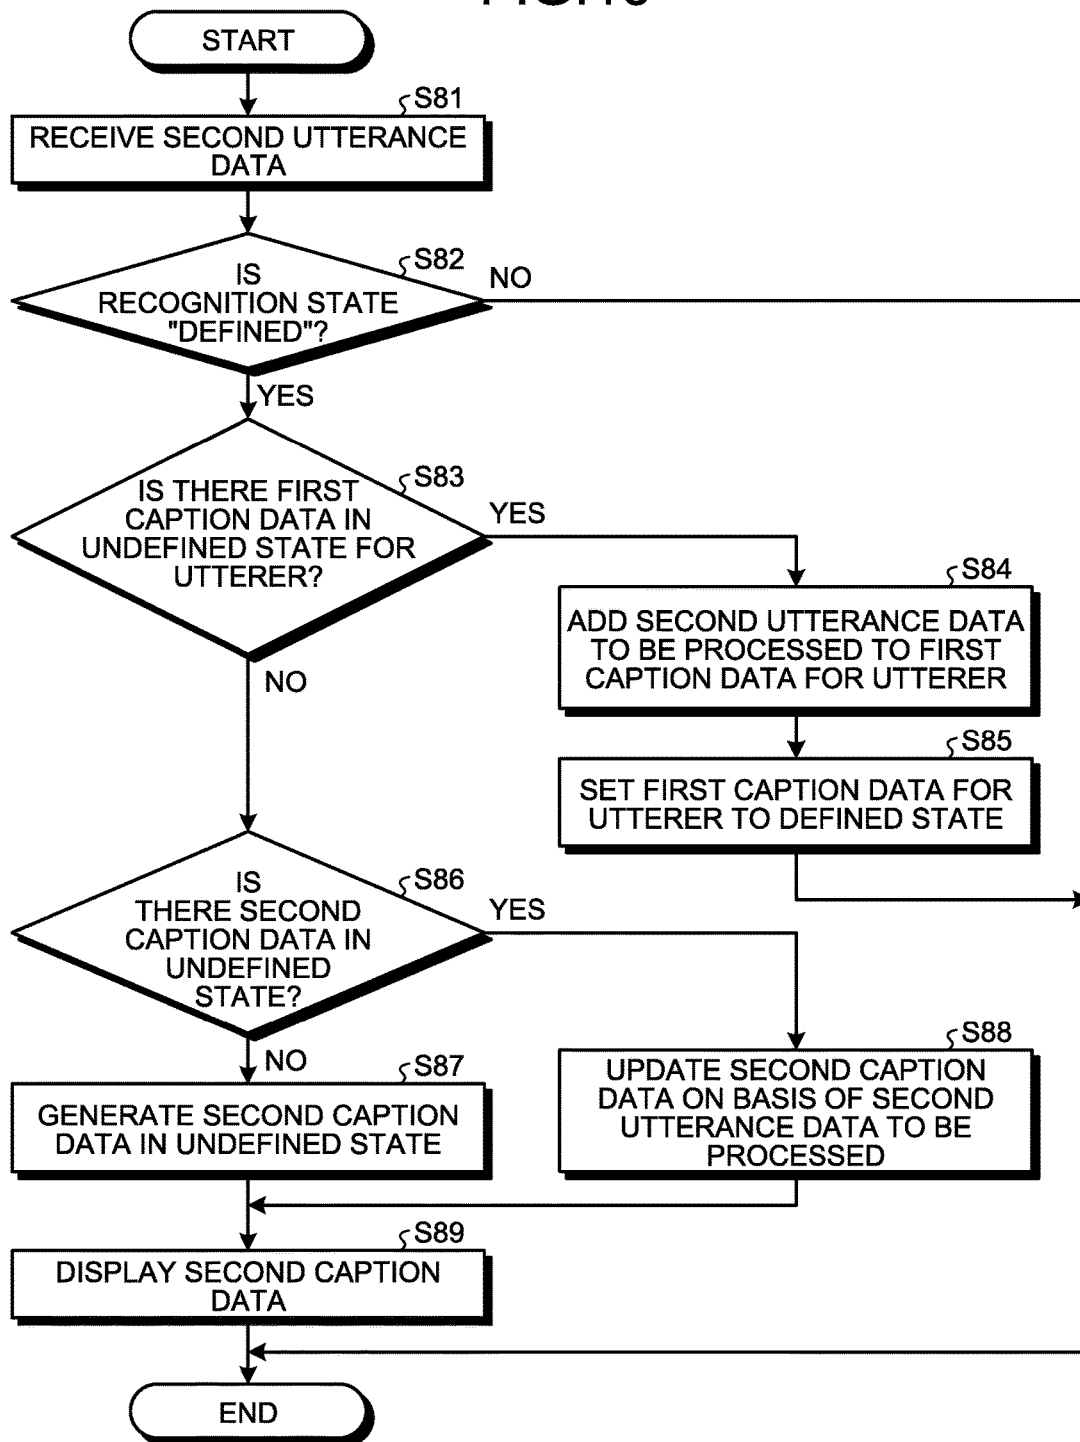 START
S81
RECEIVE SECOND UTTERANCE
DATA
S82
IS
RECOGNITION STATE
"DEFINED"?
NO
YES
S83
IS THERE FIRST
CAPTION DATA IN
UNDEFINED STATE FOR
UTTERER?
YES
NO
S84
ADD SECOND UTTERANCE DATA
TO BE PROCESSED TO FIRST
CAPTION DATA FOR UTTERER
S85
SET FIRST CAPTION DATA FOR
UTTERER TO DEFINED STATE
S86
IS
THERE SECOND
CAPTION DATA IN
UNDEFINED
STATE?
YES
NO
S87
GENERATE SECOND CAPTION
DATA IN UNDEFINED STATE
S88
UPDATE SECOND CAPTION
DATA ON BASIS OF SECOND
UTTERANCE DATA TO BE
PROCESSED
S89
DISPLAY SECOND CAPTION
DATA
END